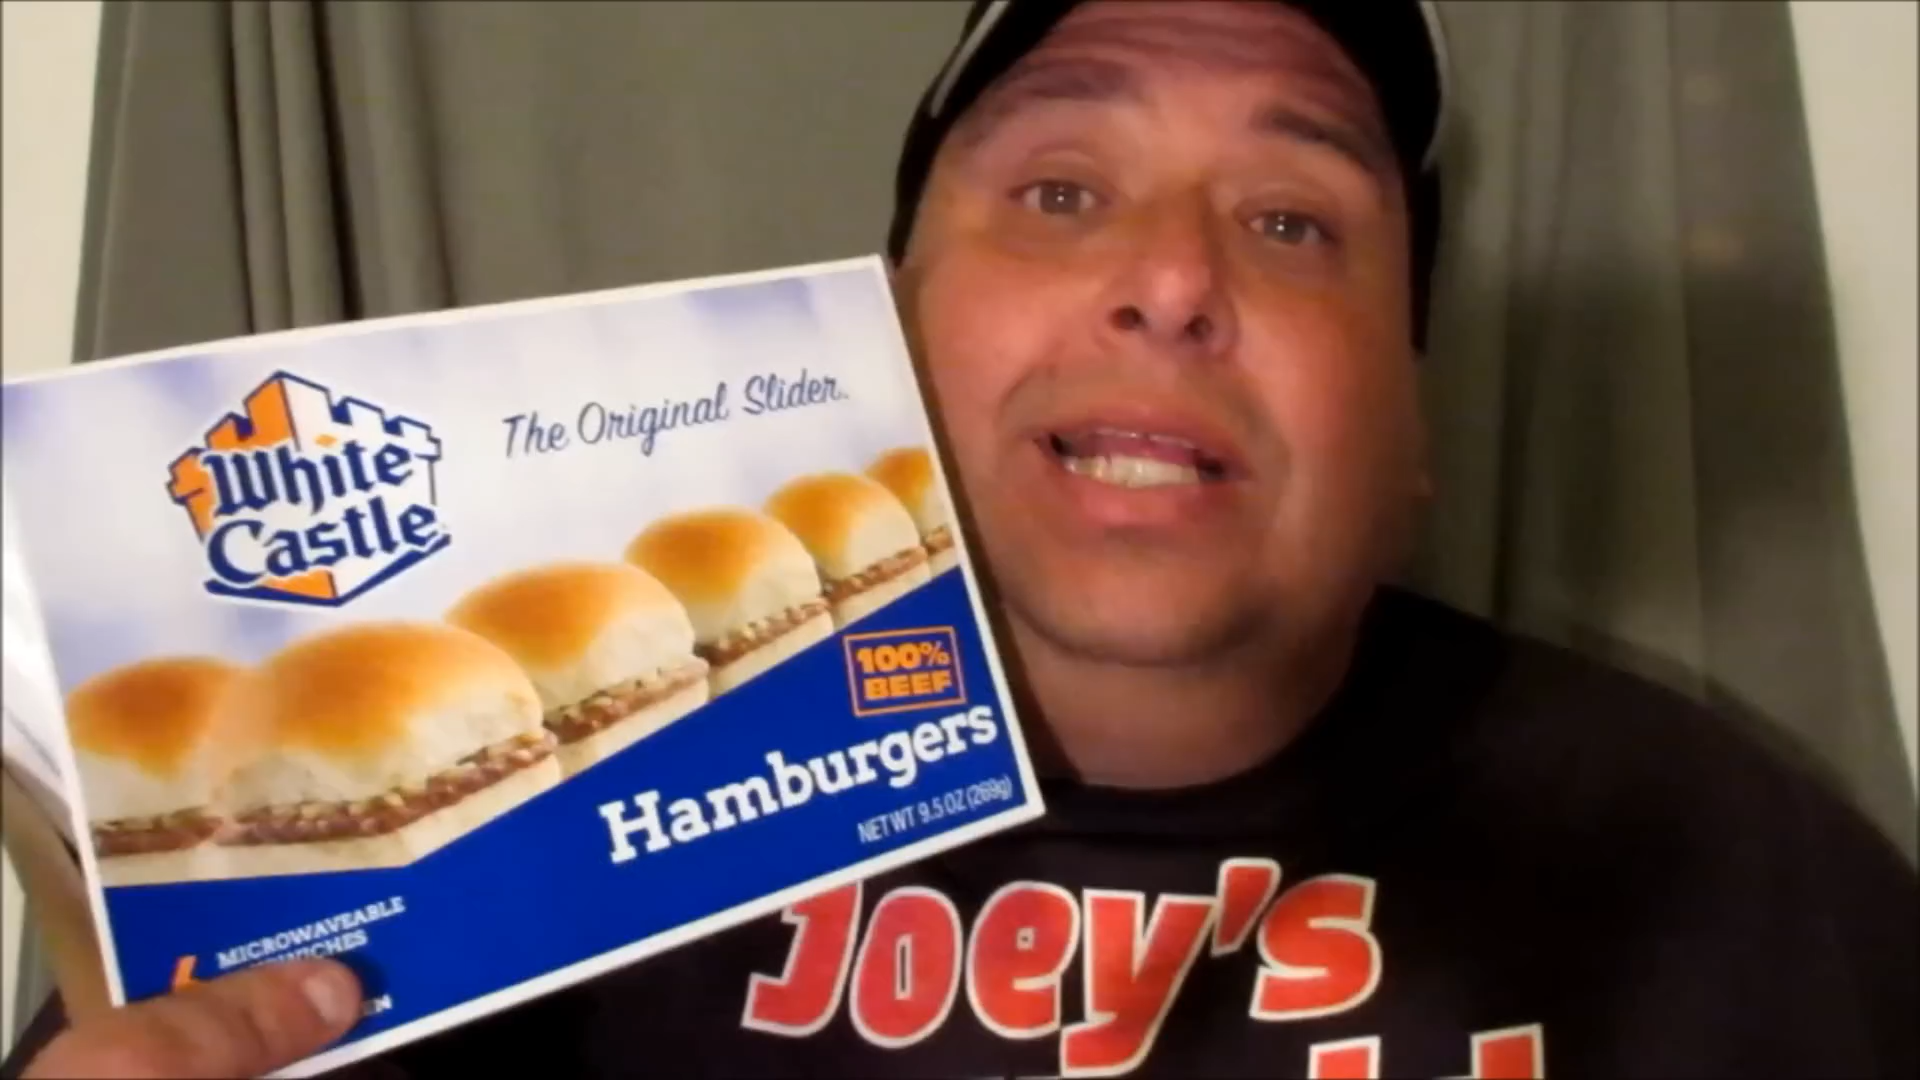 White
Castle
The Original Slider.
100%
BEEF
Hamburgers
NET WT 9.5 OZ (269g)
MICROWAVEABLE
Joey's